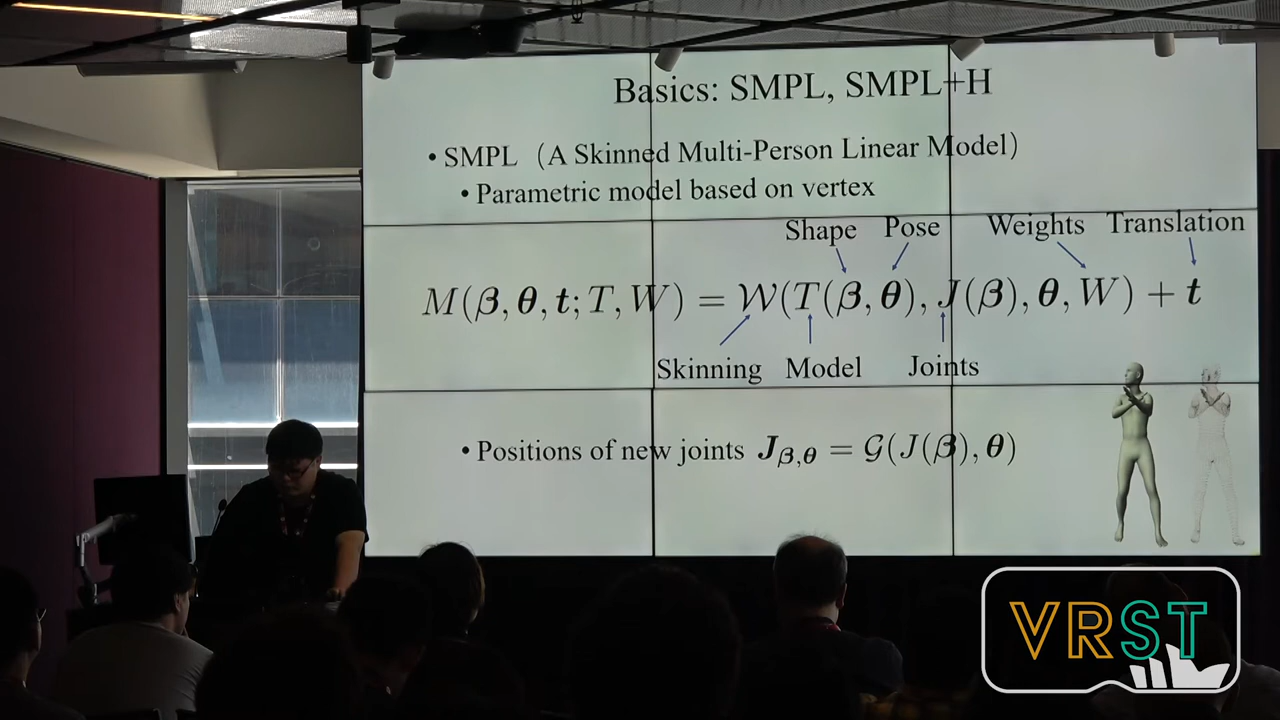 Basics: SMPL, SMPL+H
• SMPL (A Skinned Multi-Person Linear Model)
• Parametric model based on vertex
Shape Pose Weights Translation
M(β, θ, t; T, W) = 𝒲(T(β, θ), J(β), θ, W) + t
Skinning Model Joints
• Positions of new joints J_{β,θ} = 𝒢(J(β), θ)
VRST